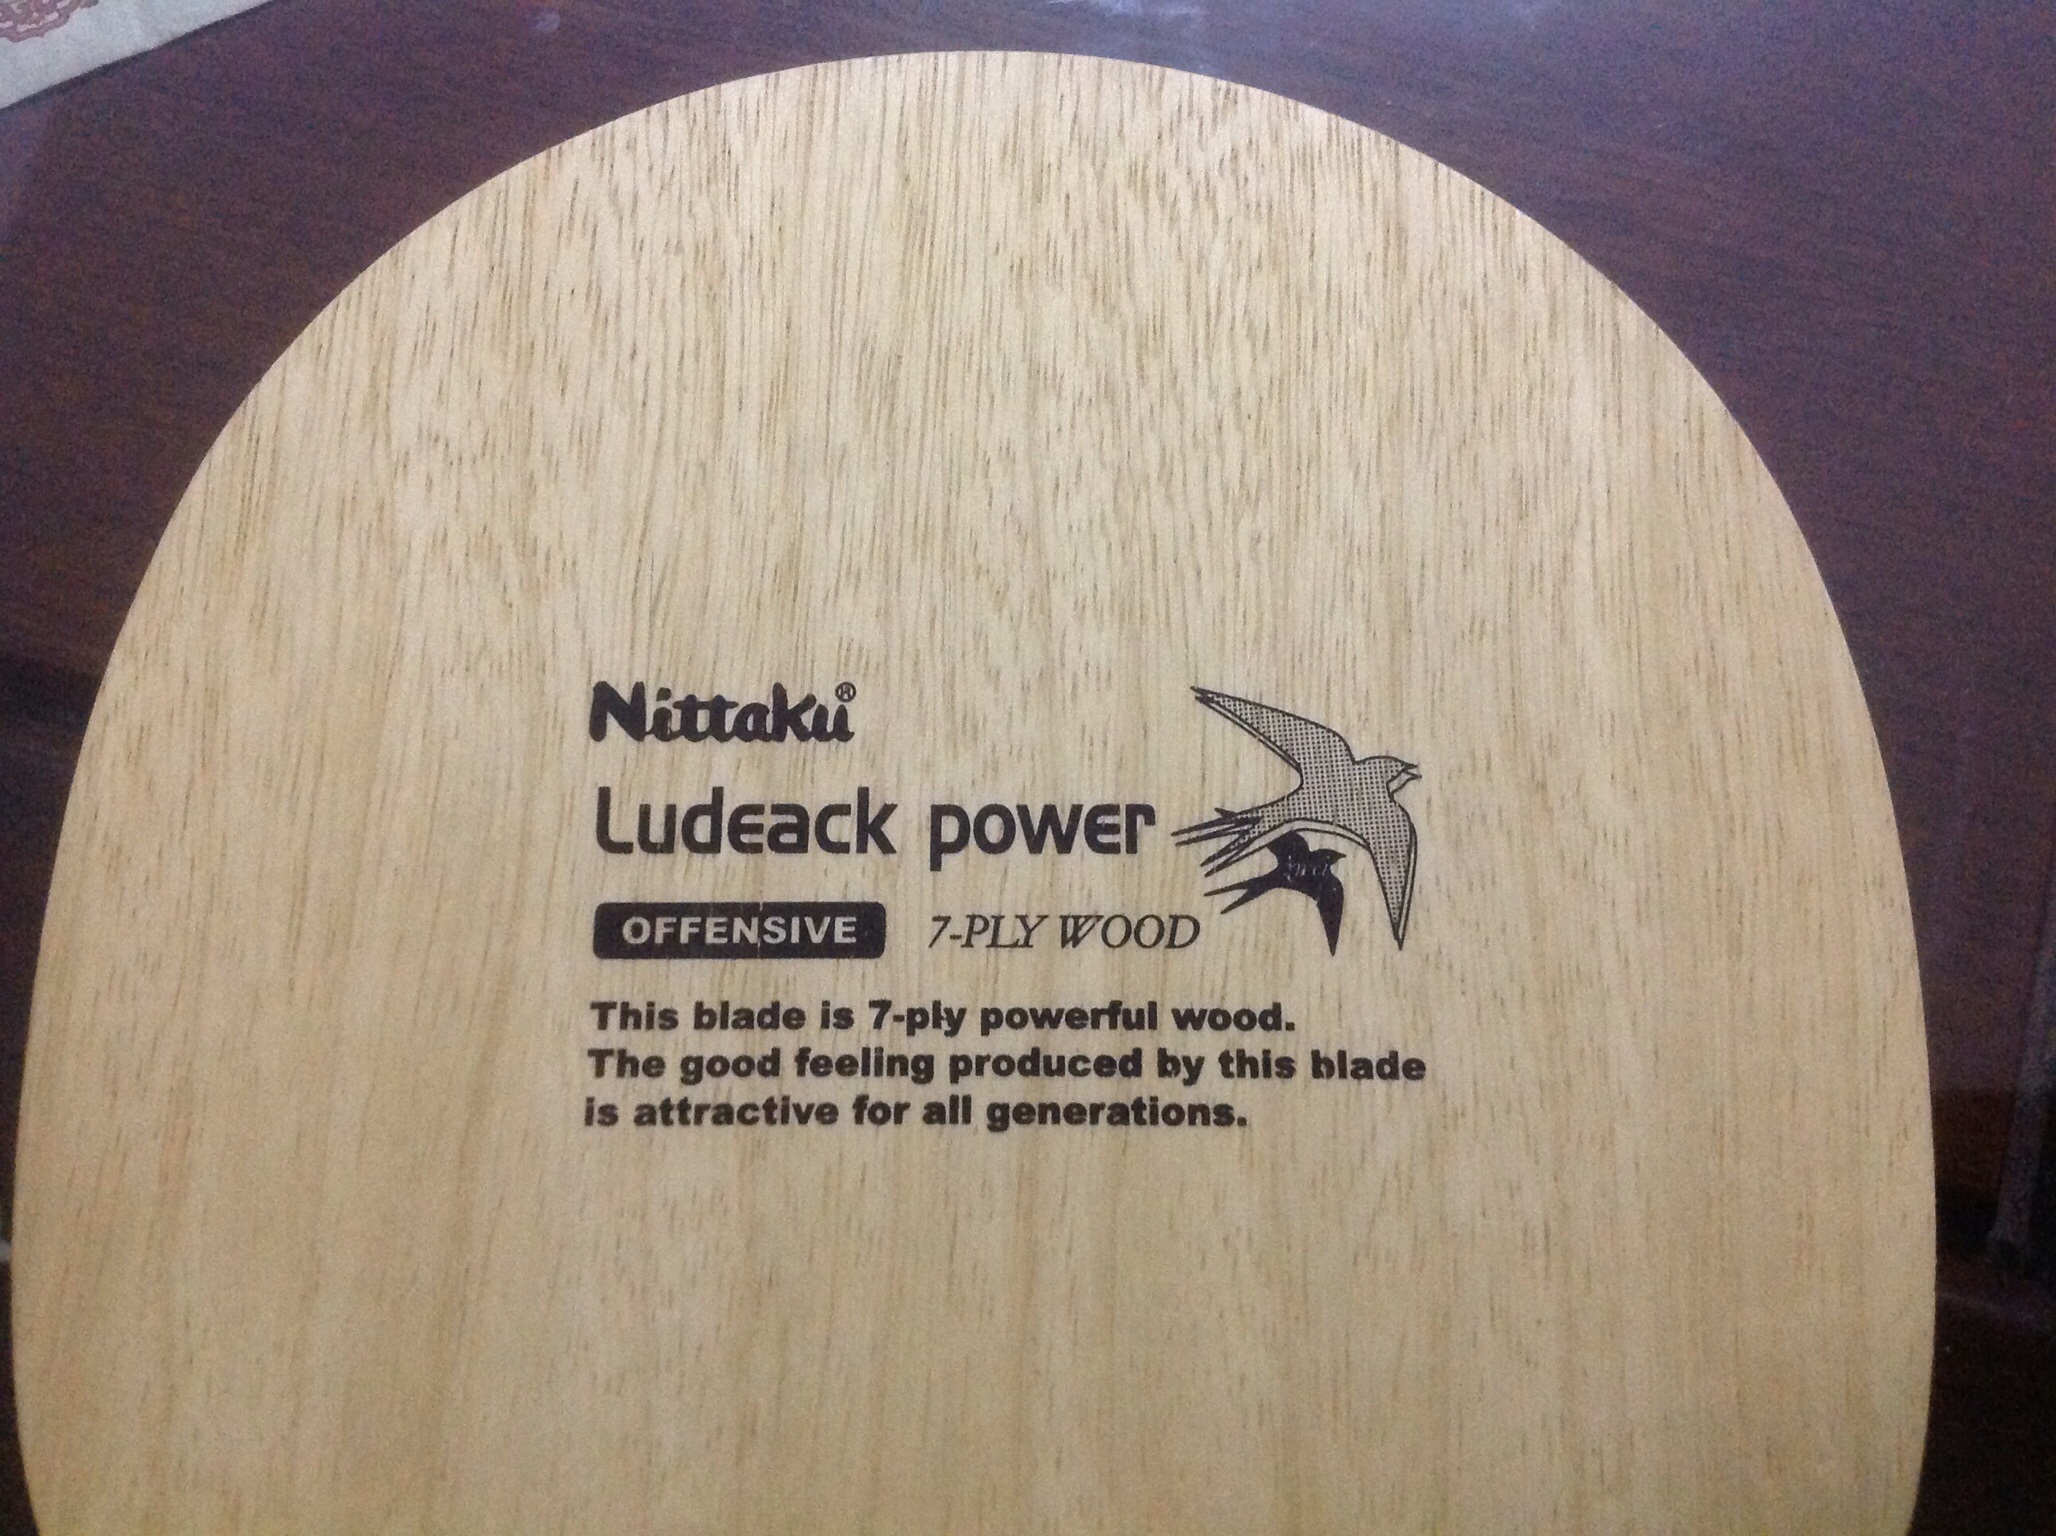 Nittaku®
Ludeack power
OFFENSIVE 7-PLY WOOD
This blade is 7-ply powerful wood.
The good feeling produced by this blade
is attractive for all generations.